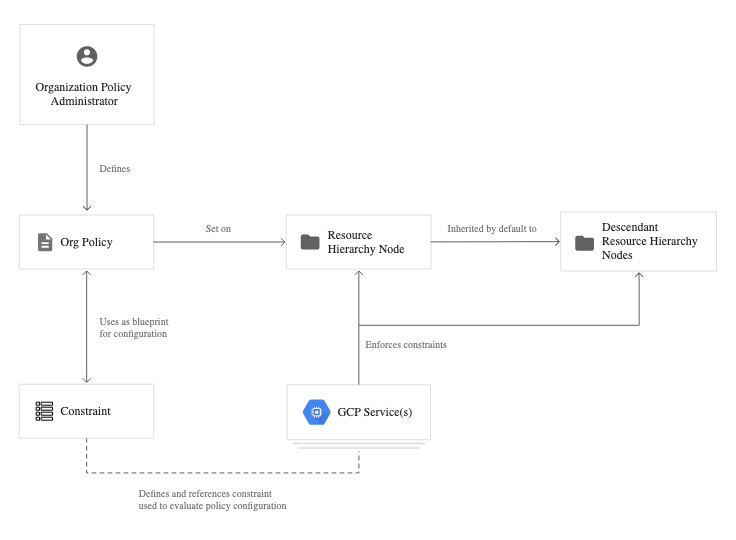 Organization Policy
Administrator
Defines
Org Policy
Set on
Resource
Hierarchy Node
Inherited by default to
Descendant
Resource Hierarchy
Nodes
Uses as blueprint
for configuration
Enforces constraints
Constraint
GCP Service(s)
Defines and references constraint
used to evaluate policy configuration